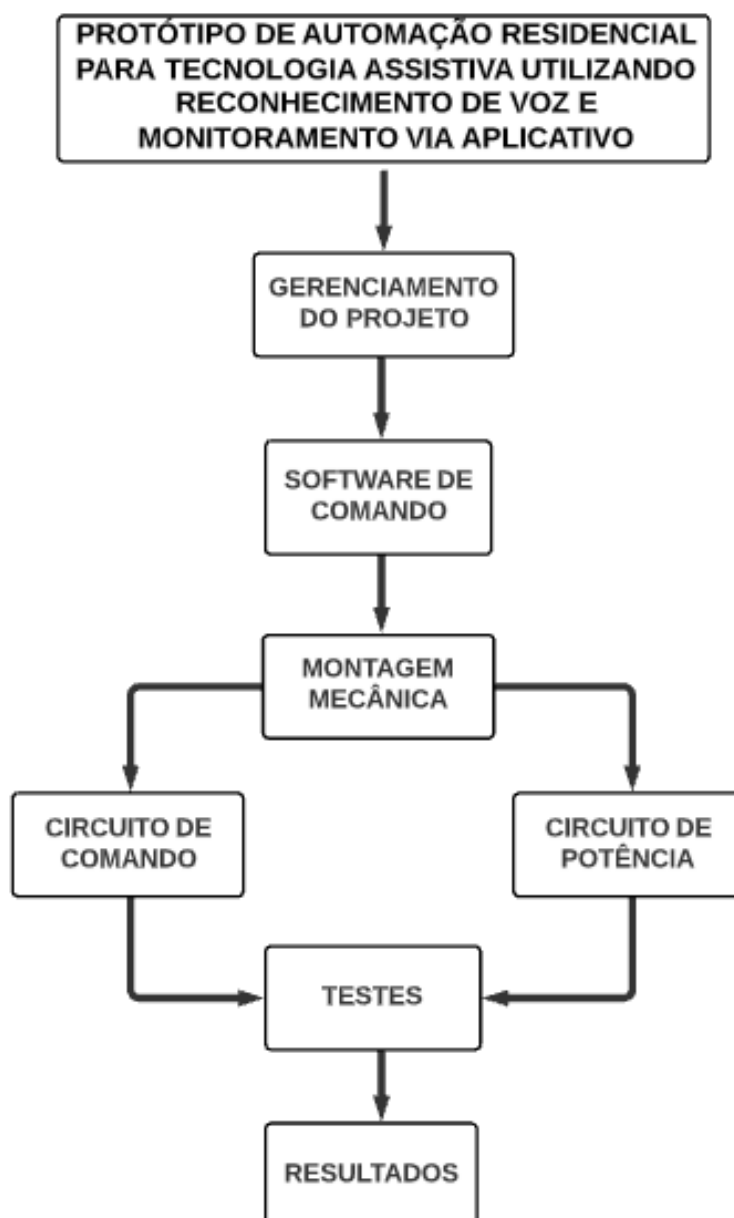 PROTÓTIPO DE AUTOMAÇÃO RESIDENCIAL
PARA TECNOLOGIA ASSISTIVA UTILIZANDO
RECONHECIMENTO DE VOZ E
MONITORAMENTO VIA APLICATIVO
GERENCIAMENTO
DO PROJETO
SOFTWARE DE
COMANDO
MONTAGEM
MECÂNICA
CIRCUITO DE
COMANDO
CIRCUITO DE
POTÊNCIA
TESTES
RESULTADOS